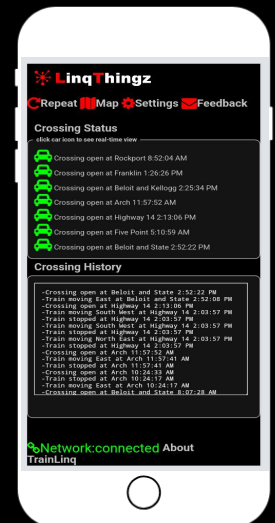 LinqThingz
Repeat Map Settings Feedback
Crossing Status
click car icon to see real-time view
Crossing open at Rockport 8:52:04 AM
Crossing open at Franklin 1:26:26 PM
Crossing open at Beloit and Kellogg 2:25:34 PM
Crossing open at Arch 11:57:52 AM
Crossing open at Highway 14 2:13:06 PM
Crossing open at Five Point 5:10:59 AM
Crossing open at Beloit and State 2:52:22 PM
Crossing History
-Crossing open at Beloit and State 2:52:22 PM
-Train moving East at Beloit and State 2:52:08 PM
-Crossing open at Highway 14 2:13:06 PM
-Train moving South West at Highway 14 2:03:57 PM
-Train stopped at Highway 14 2:03:57 PM
-Train moving South West at Highway 14 2:03:57 PM
-Train stopped at Highway 14 2:03:57 PM
-Train moving North East at Highway 14 2:03:57 PM
-Train stopped at Highway 14 2:03:57 PM
-Crossing open at Arch 11:57:52 AM
-Train moving East at Arch 11:57:41 AM
-Train stopped at Arch 11:57:41 AM
-Crossing open at Arch 10:24:33 AM
-Train stopped at Arch 10:24:17 AM
-Train moving East at Arch 10:24:17 AM
-Crossing open at Beloit and State 8:07:28 AM
Network:connected About
TrainLinq